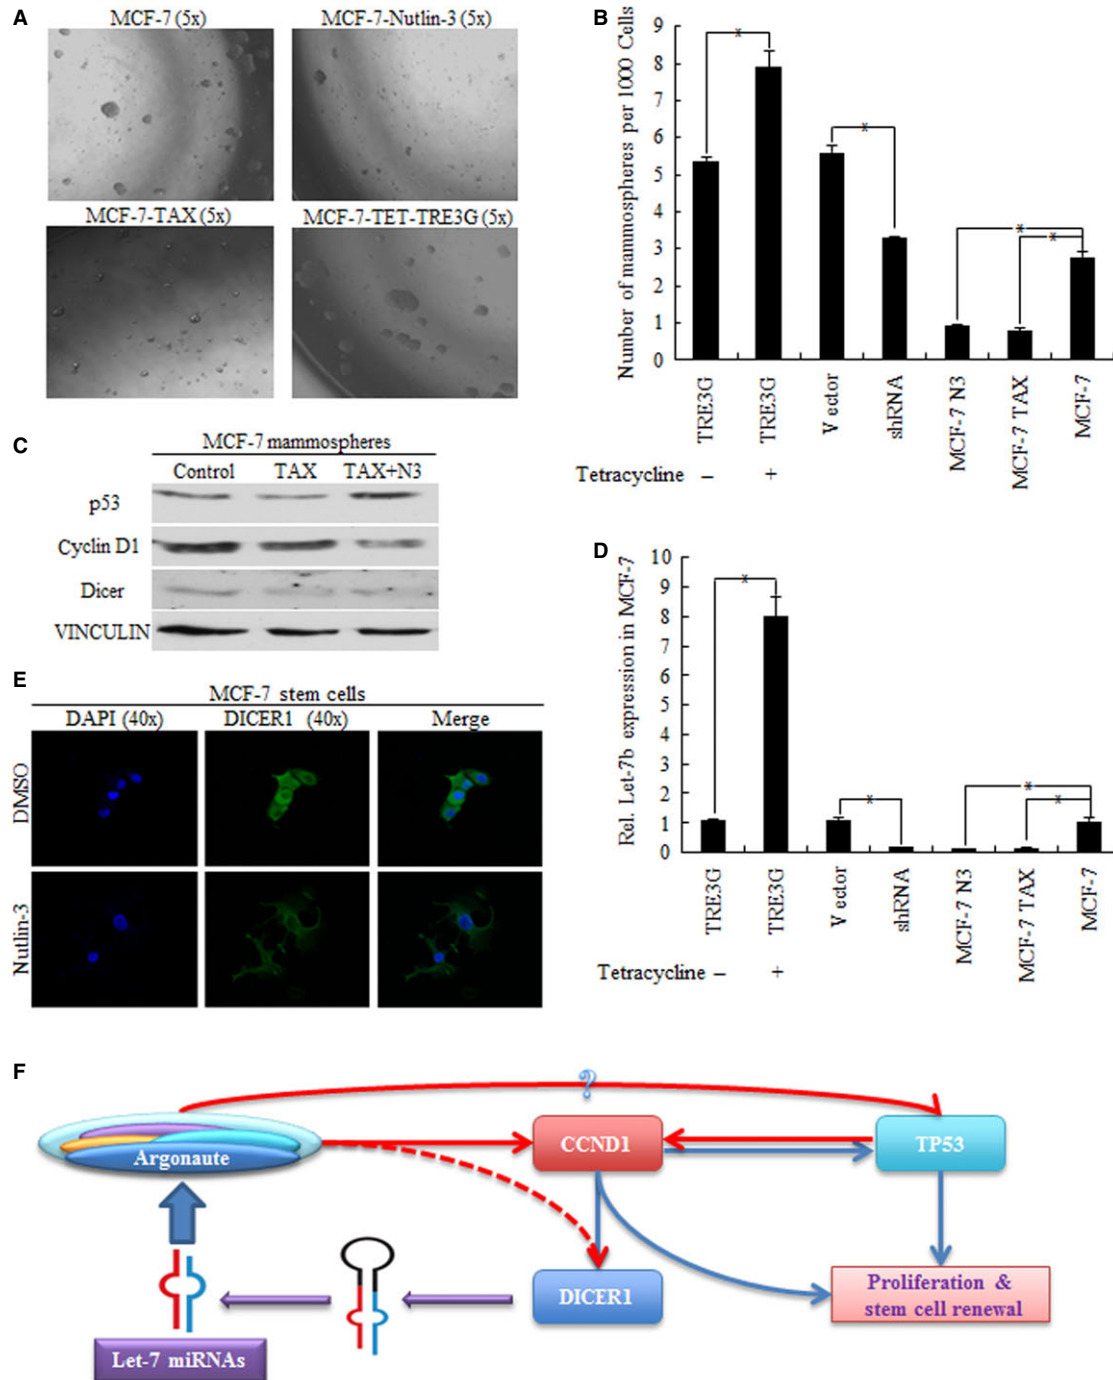 A
MCF-7 (5x)
MCF-7-Nutlin-3 (5x)
MCF-7-TAX (5x)
MCF-7-TET-TRE3G (5x)
B
Number of mammospheres per 1000 Cells
9
8
7
6
5
4
3
2
1
0
*
*
*
*
TRE3G
TRE3G
Vector
shRNA
MCF-7 N3
MCF-7 TAX
MCF-7
Tetracycline – +
C
MCF-7 mammospheres
Control TAX TAX+N3
p53
Cyclin D1
Dicer
VINCULIN
D
Rel. Let-7b expression in MCF-7
10
9
8
7
6
5
4
3
2
1
0
*
*
*
*
TRE3G
TRE3G
Vector
shRNA
MCF-7 N3
MCF-7 TAX
MCF-7
Tetracycline – +
E
MCF-7 stem cells
DAPI (40x) DICER1 (40x) Merge
DMSO
Nutlin-3
F
?
Argonaute
CCND1
TP53
DICER1
Proliferation &
stem cell renewal
Let-7 miRNAs